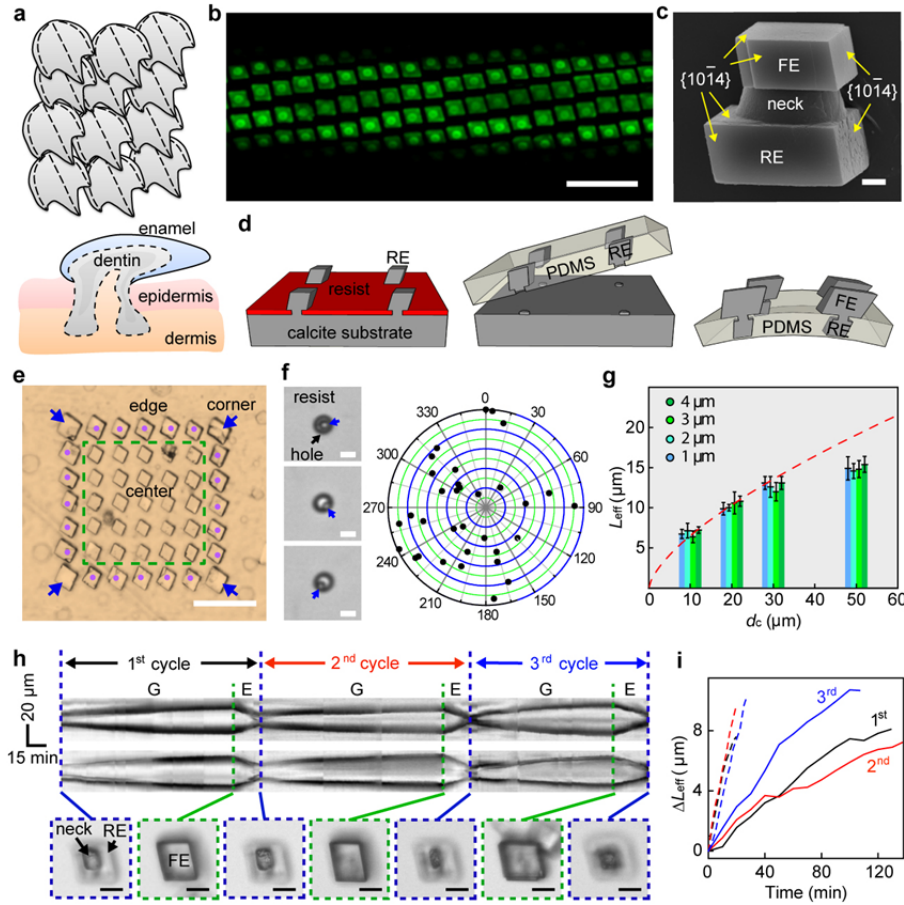 a
enamel
dentin
epidermis
dermis
b
c
{101̄4}
FE
{101̄4}
neck
RE
d
RE
resist
calcite substrate
PDMS
RE
FE
PDMS
RE
e
edge
corner
center
f
resist
hole
0
30
60
90
120
150
180
210
240
270
300
330
g
4 µm
3 µm
2 µm
1 µm
Leff (µm)
20
15
10
5
0
10
20
30
40
50
60
dc (µm)
h
1st cycle
2nd cycle
3rd cycle
G
E
G
E
G
E
20 µm
15 min
neck
RE
FE
i
3rd
1st
2nd
ΔLeff (µm)
8
4
0
0
40
80
120
Time (min)